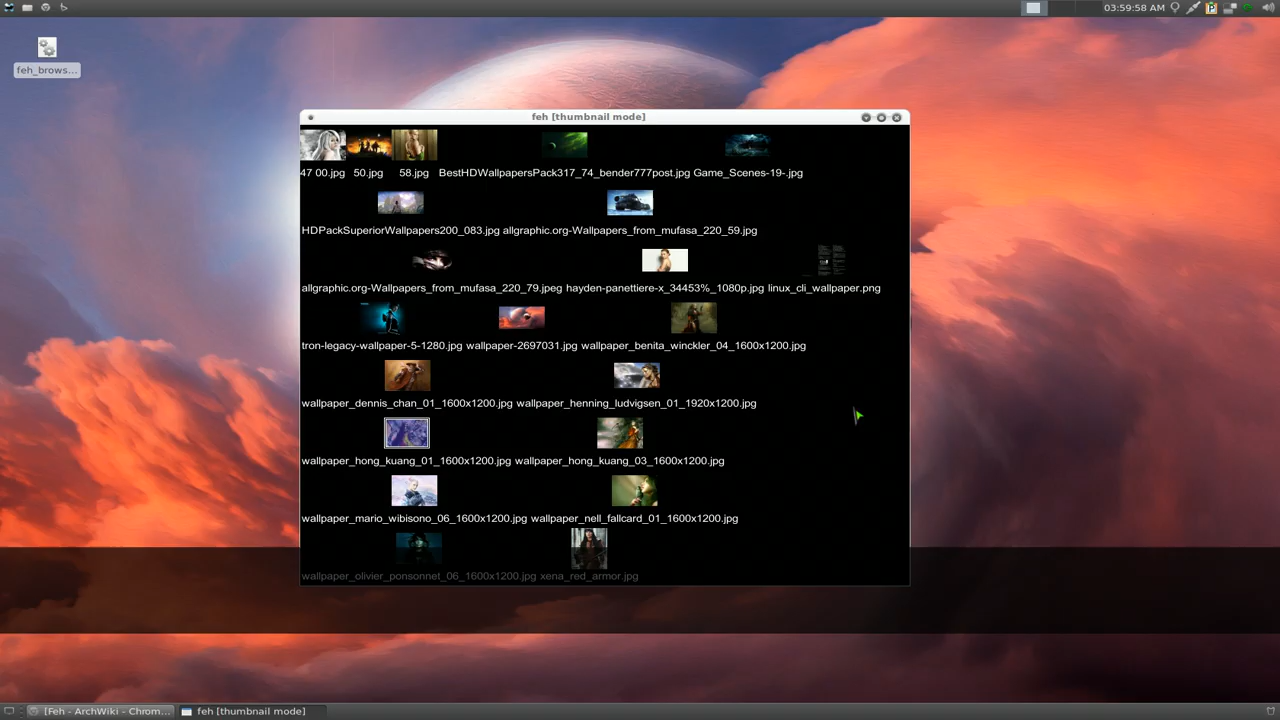 03:59:58 AM
feh_brows...
feh [thumbnail mode]
47 00.jpg 50.jpg 58.jpg BestHDWallpapersPack317_74_bender777post.jpg Game_Scenes-19-.jpg
HDPackSuperiorWallpapers200_083.jpg allgraphic.org-Wallpapers_from_mufasa_220_59.jpg
allgraphic.org-Wallpapers_from_mufasa_220_79.jpeg hayden-panettiere-x_34453%_1080p.jpg linux_cli_wallpaper.png
tron-legacy-wallpaper-5-1280.jpg wallpaper-2697031.jpg wallpaper_benita_winckler_04_1600x1200.jpg
wallpaper_dennis_chan_01_1600x1200.jpg wallpaper_henning_ludvigsen_01_1920x1200.jpg
wallpaper_hong_kuang_01_1600x1200.jpg wallpaper_hong_kuang_03_1600x1200.jpg
wallpaper_mario_wibisono_06_1600x1200.jpg wallpaper_nell_fallcard_01_1600x1200.jpg
wallpaper_olivier_ponsonnet_06_1600x1200.jpg xena_red_armor.jpg
[Feh - ArchWiki - Chrom... feh [thumbnail mode]